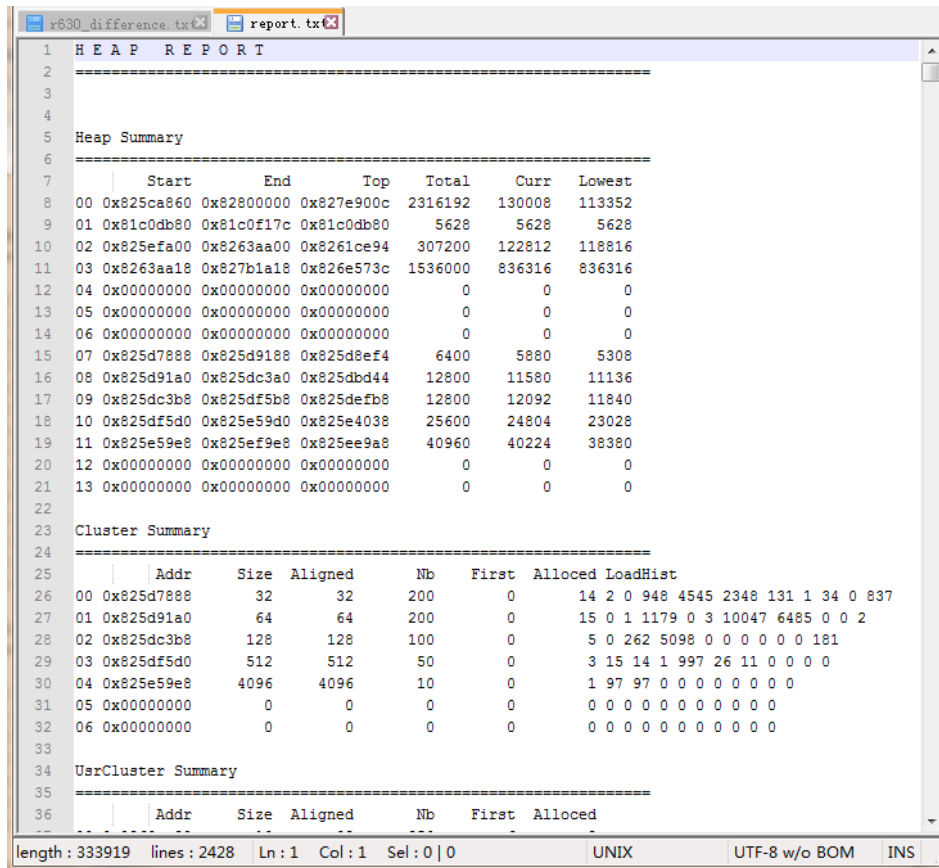 r630_difference.txt report.txt
1 H E A P   R E P O R T
2 ================================================================
3
4
5 Heap Summary
6 ================================================================
7 Start End Top Total Curr Lowest
8 00 0x825ca860 0x82800000 0x827e900c 2316192 130008 113352
9 01 0x81c0db80 0x81c0f17c 0x81c0db80 5628 5628 5628
10 02 0x825efa00 0x8263aa00 0x8261ce94 307200 122812 118816
11 03 0x8263aa18 0x827b1a18 0x826e573c 1536000 836316 836316
12 04 0x00000000 0x00000000 0x00000000 0 0 0
13 05 0x00000000 0x00000000 0x00000000 0 0 0
14 06 0x00000000 0x00000000 0x00000000 0 0 0
15 07 0x825d7888 0x825d9188 0x825d8ef4 6400 5880 5308
16 08 0x825d91a0 0x825dc3a0 0x825dbd44 12800 11580 11136
17 09 0x825dc3b8 0x825df5b8 0x825defb8 12800 12092 11840
18 10 0x825df5d0 0x825e59d0 0x825e4038 25600 24804 23028
19 11 0x825e59e8 0x825ef9e8 0x825ee9a8 40960 40224 38380
20 12 0x00000000 0x00000000 0x00000000 0 0 0
21 13 0x00000000 0x00000000 0x00000000 0 0 0
22
23 Cluster Summary
24 ================================================================
25 Addr Size Aligned Nb First Alloced LoadHist
26 00 0x825d7888 32 32 200 0 14 2 0 948 4545 2348 131 1 34 0 837
27 01 0x825d91a0 64 64 200 0 15 0 1 1179 0 3 10047 6485 0 0 2
28 02 0x825dc3b8 128 128 100 0 5 0 262 5098 0 0 0 0 0 0 181
29 03 0x825df5d0 512 512 50 0 3 15 14 1 997 26 11 0 0 0 0
30 04 0x825e59e8 4096 4096 10 0 1 97 97 0 0 0 0 0 0 0 0
31 05 0x00000000 0 0 0 0 0 0 0 0 0 0 0 0 0 0 0
32 06 0x00000000 0 0 0 0 0 0 0 0 0 0 0 0 0 0 0
33
34 UsrCluster Summary
35 ================================================================
36 Addr Size Aligned Nb First Alloced
length : 333919 lines : 2428 Ln : 1 Col : 1 Sel : 0 | 0 UNIX UTF-8 w/o BOM INS